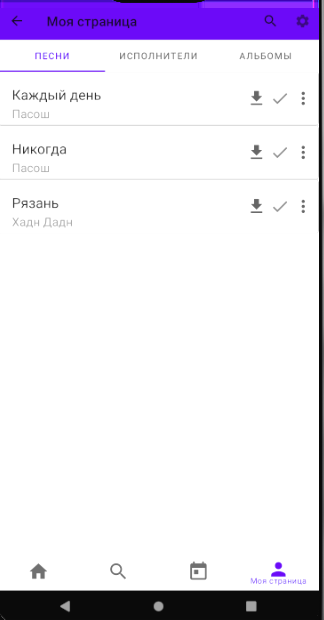 Моя страница
ПЕСНИ ИСПОЛНИТЕЛИ АЛЬБОМЫ
Каждый день
Пасош
Никогда
Пасош
Рязань
Хадн Дадн
Моя страница